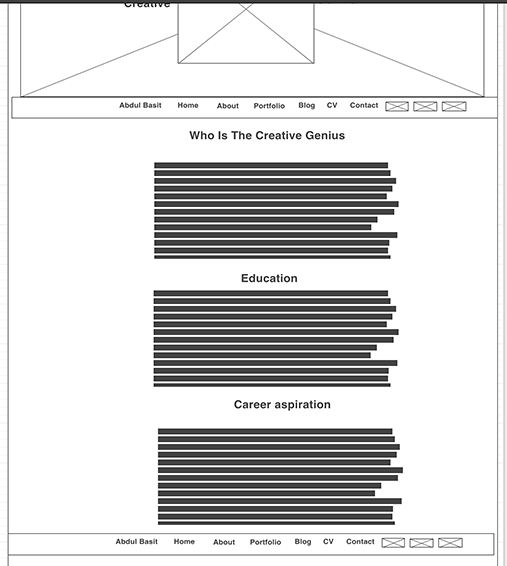 Creative
Abdul Basit Home About Portfolio Blog CV Contact
Who Is The Creative Genius
Education
Career aspiration
Abdul Basit Home About Portfolio Blog CV Contact